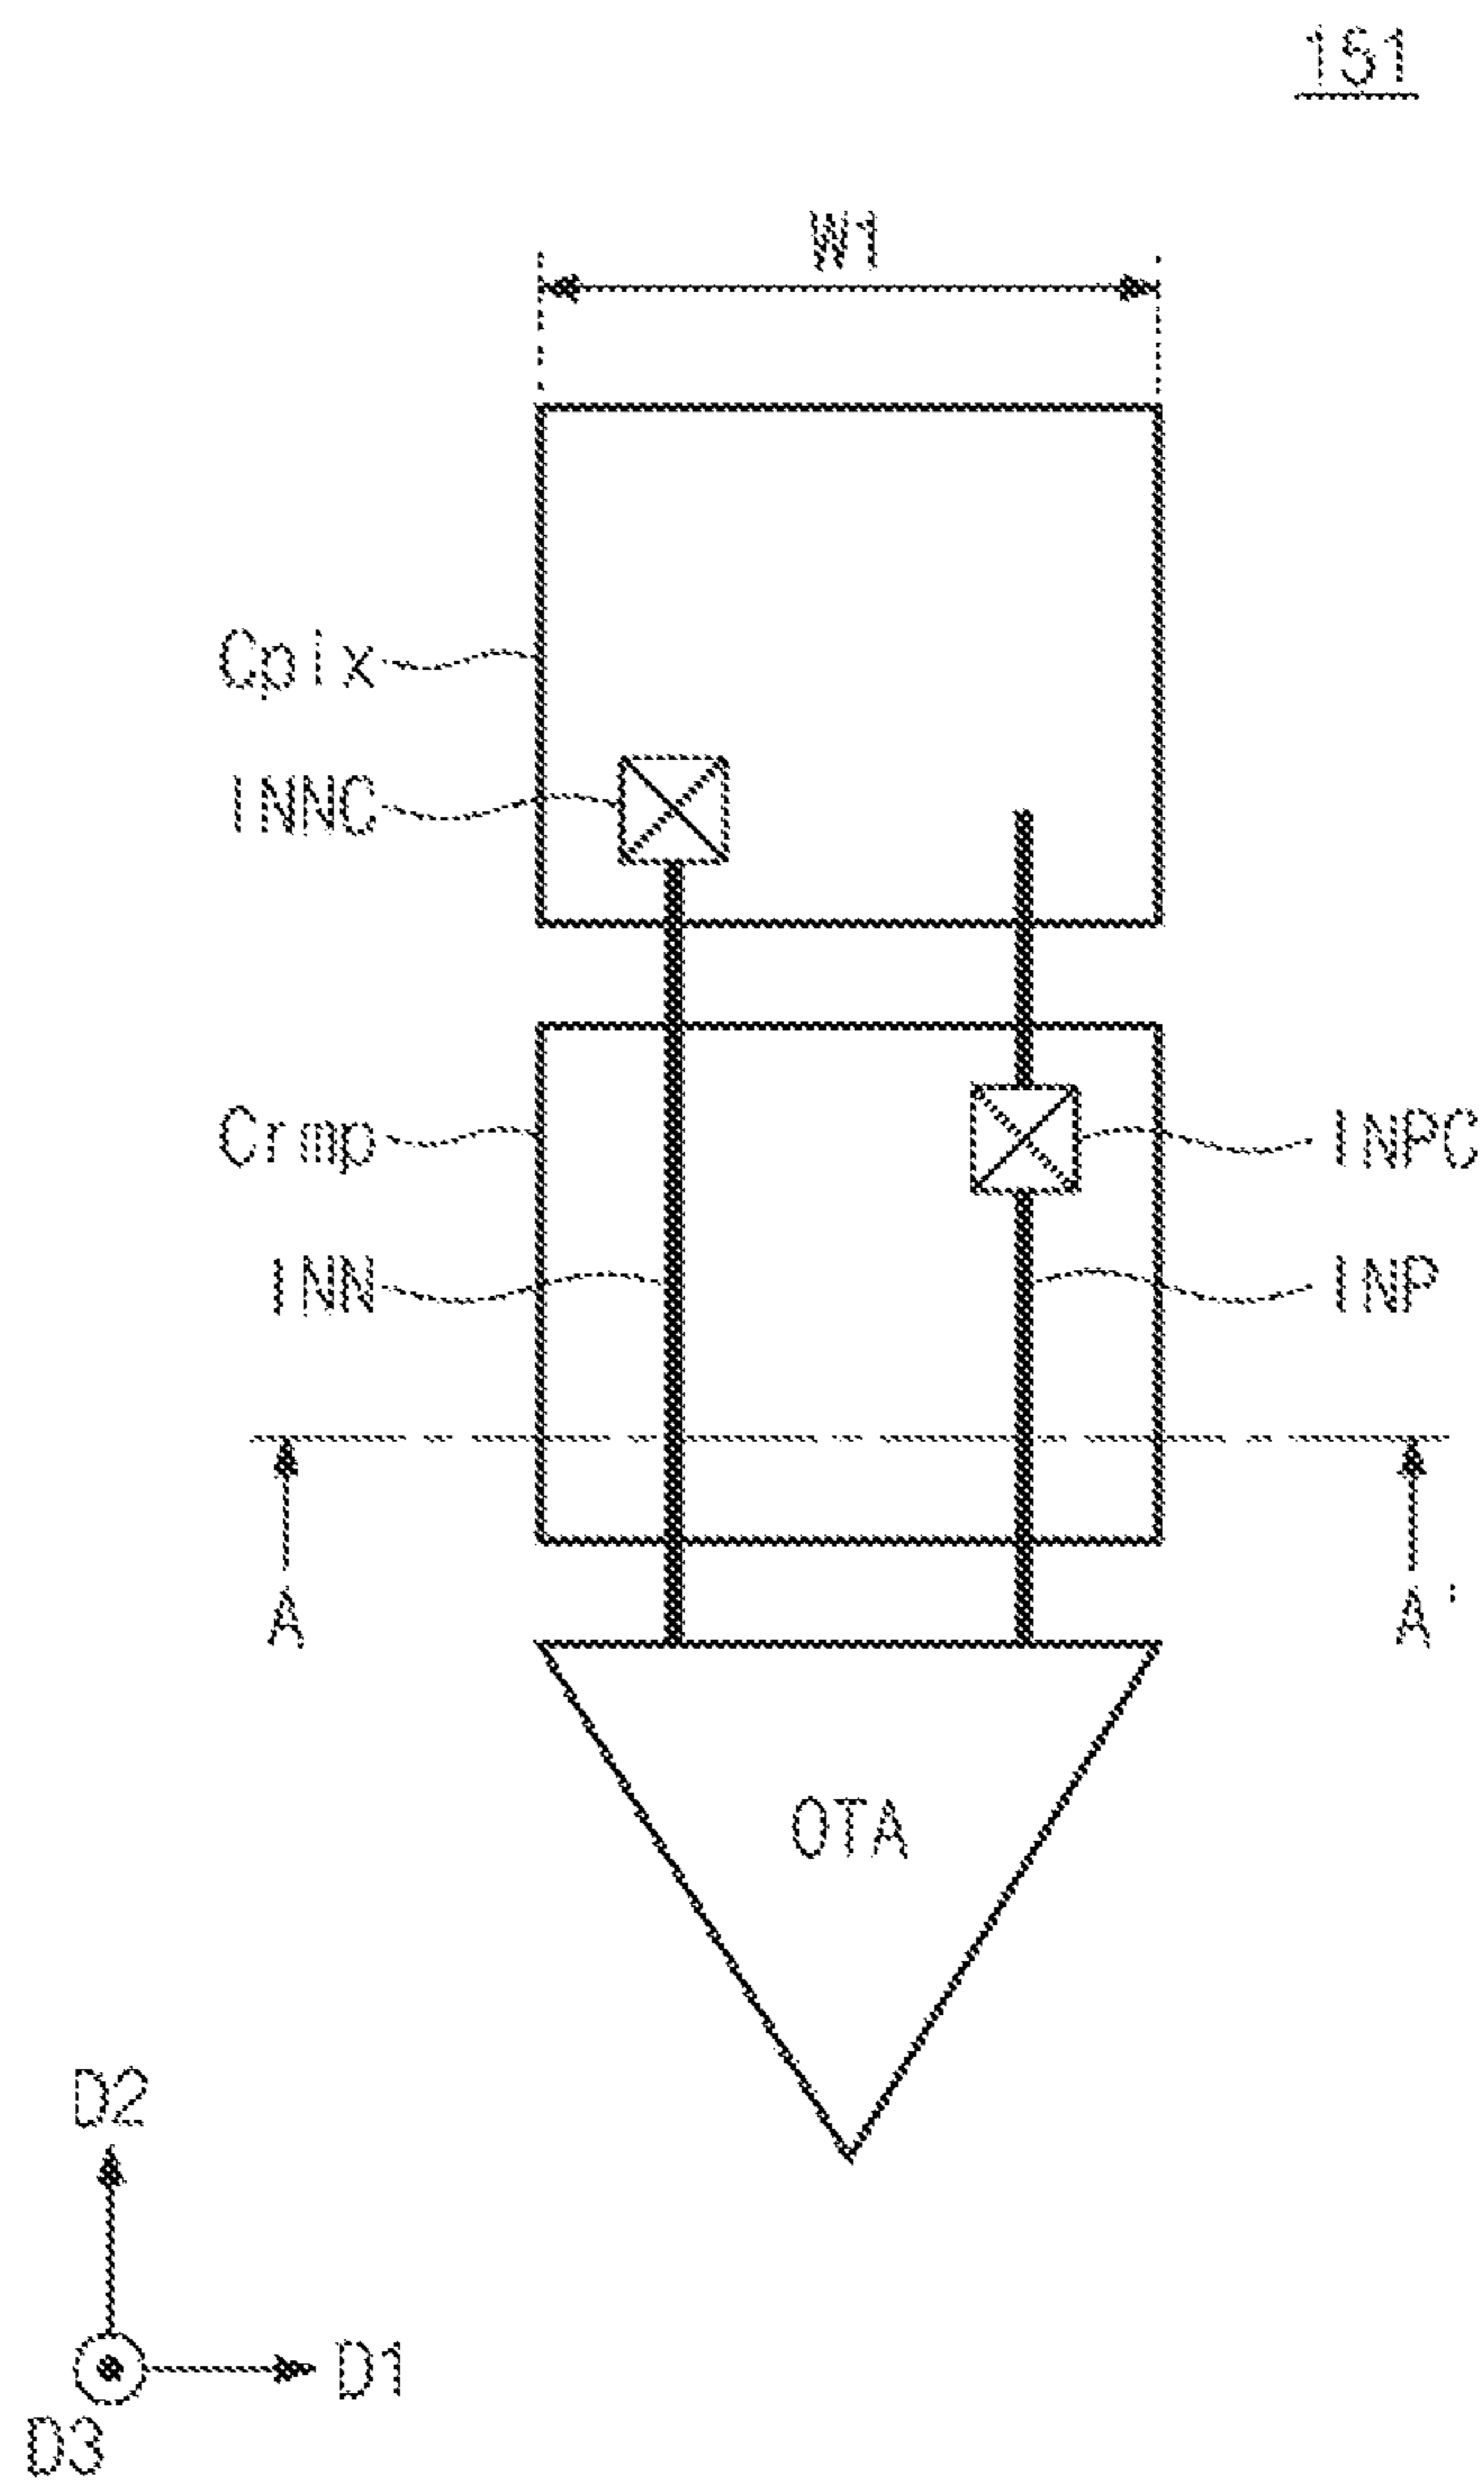 151
W1
Cpix
INNC
Crmp
INPC
INN
INP
A
A'
OTA
D2
D1
D3